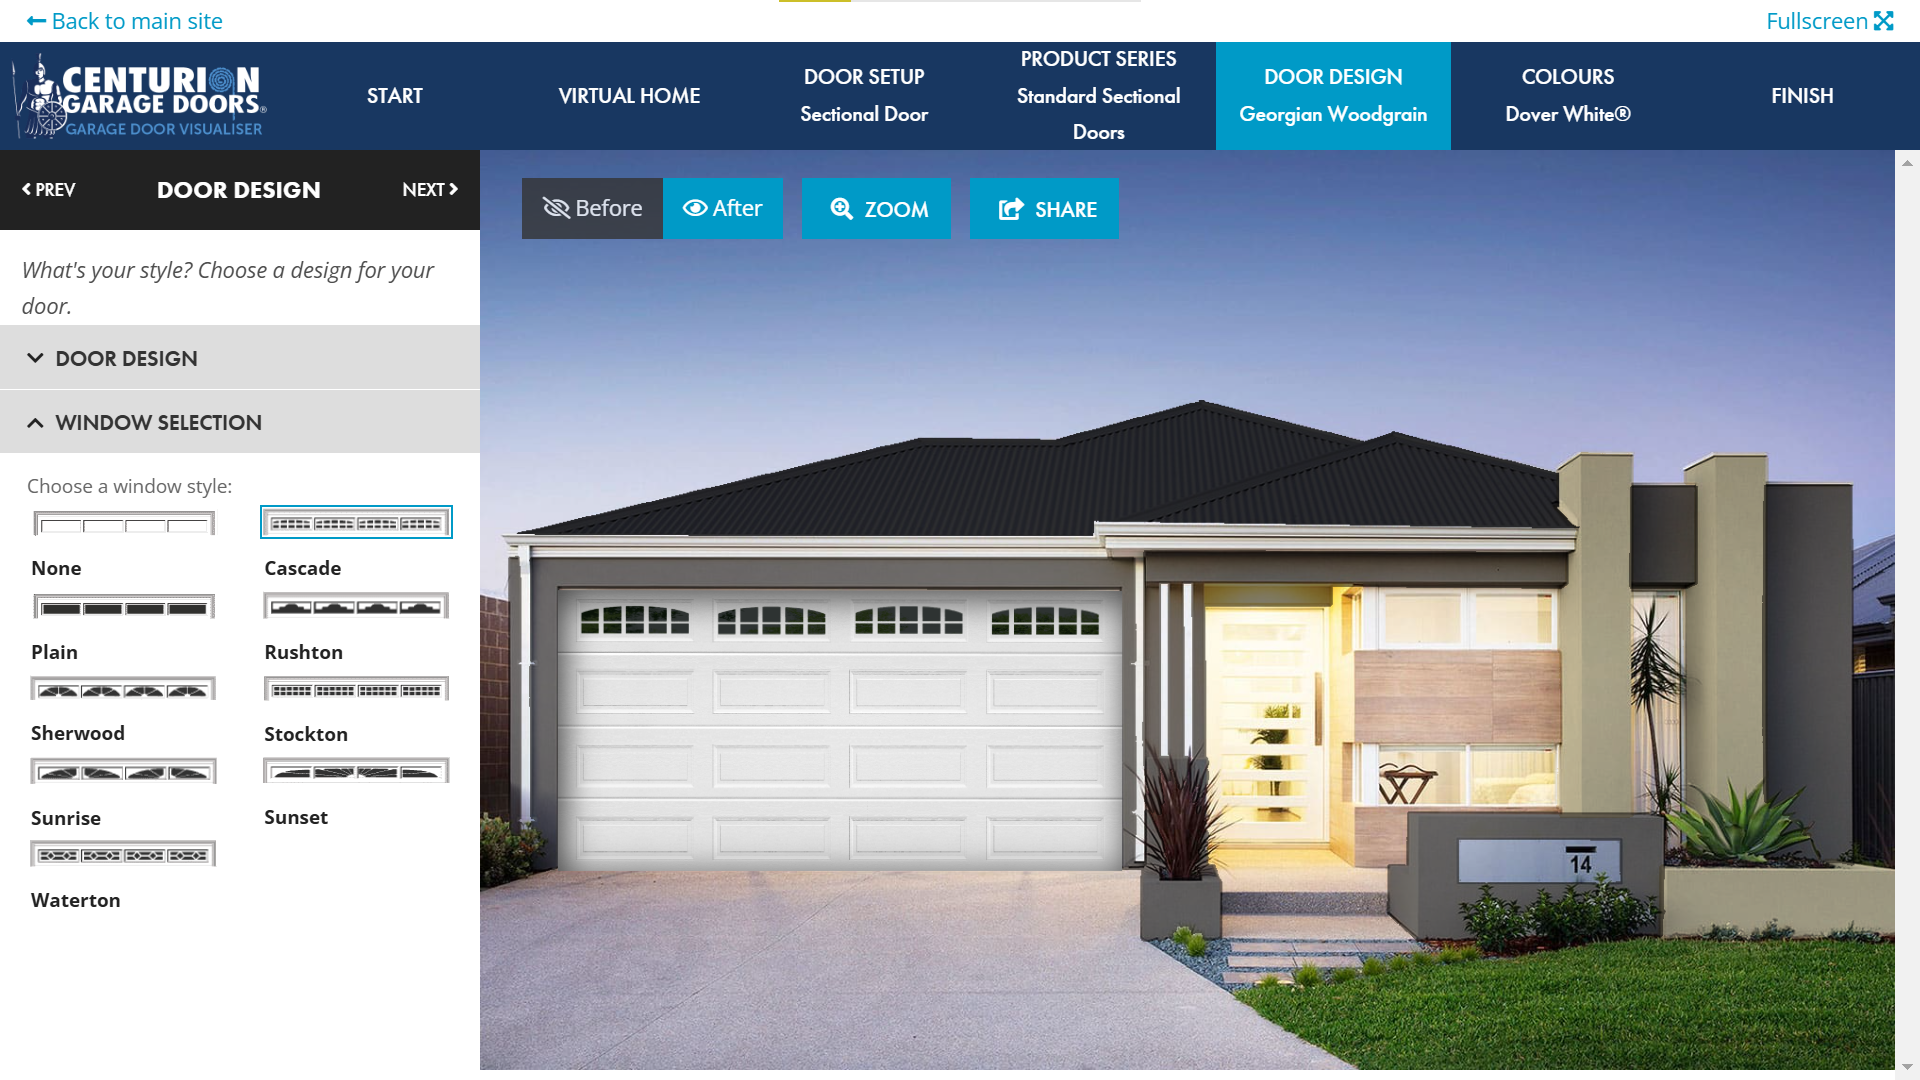 Back to main site
Fullscreen
CENTURION
GARAGE DOORS®
GARAGE DOOR VISUALISER
START
VIRTUAL HOME
DOOR SETUP
Sectional Door
PRODUCT SERIES
Standard Sectional
Doors
DOOR DESIGN
Georgian Woodgrain
COLOURS
Dover White®
FINISH
PREV
DOOR DESIGN
NEXT
Before
After
ZOOM
SHARE
What's your style? Choose a design for your
door.
DOOR DESIGN
WINDOW SELECTION
Choose a window style:
None
Cascade
Plain
Rushton
Sherwood
Stockton
Sunrise
Sunset
Waterton
14